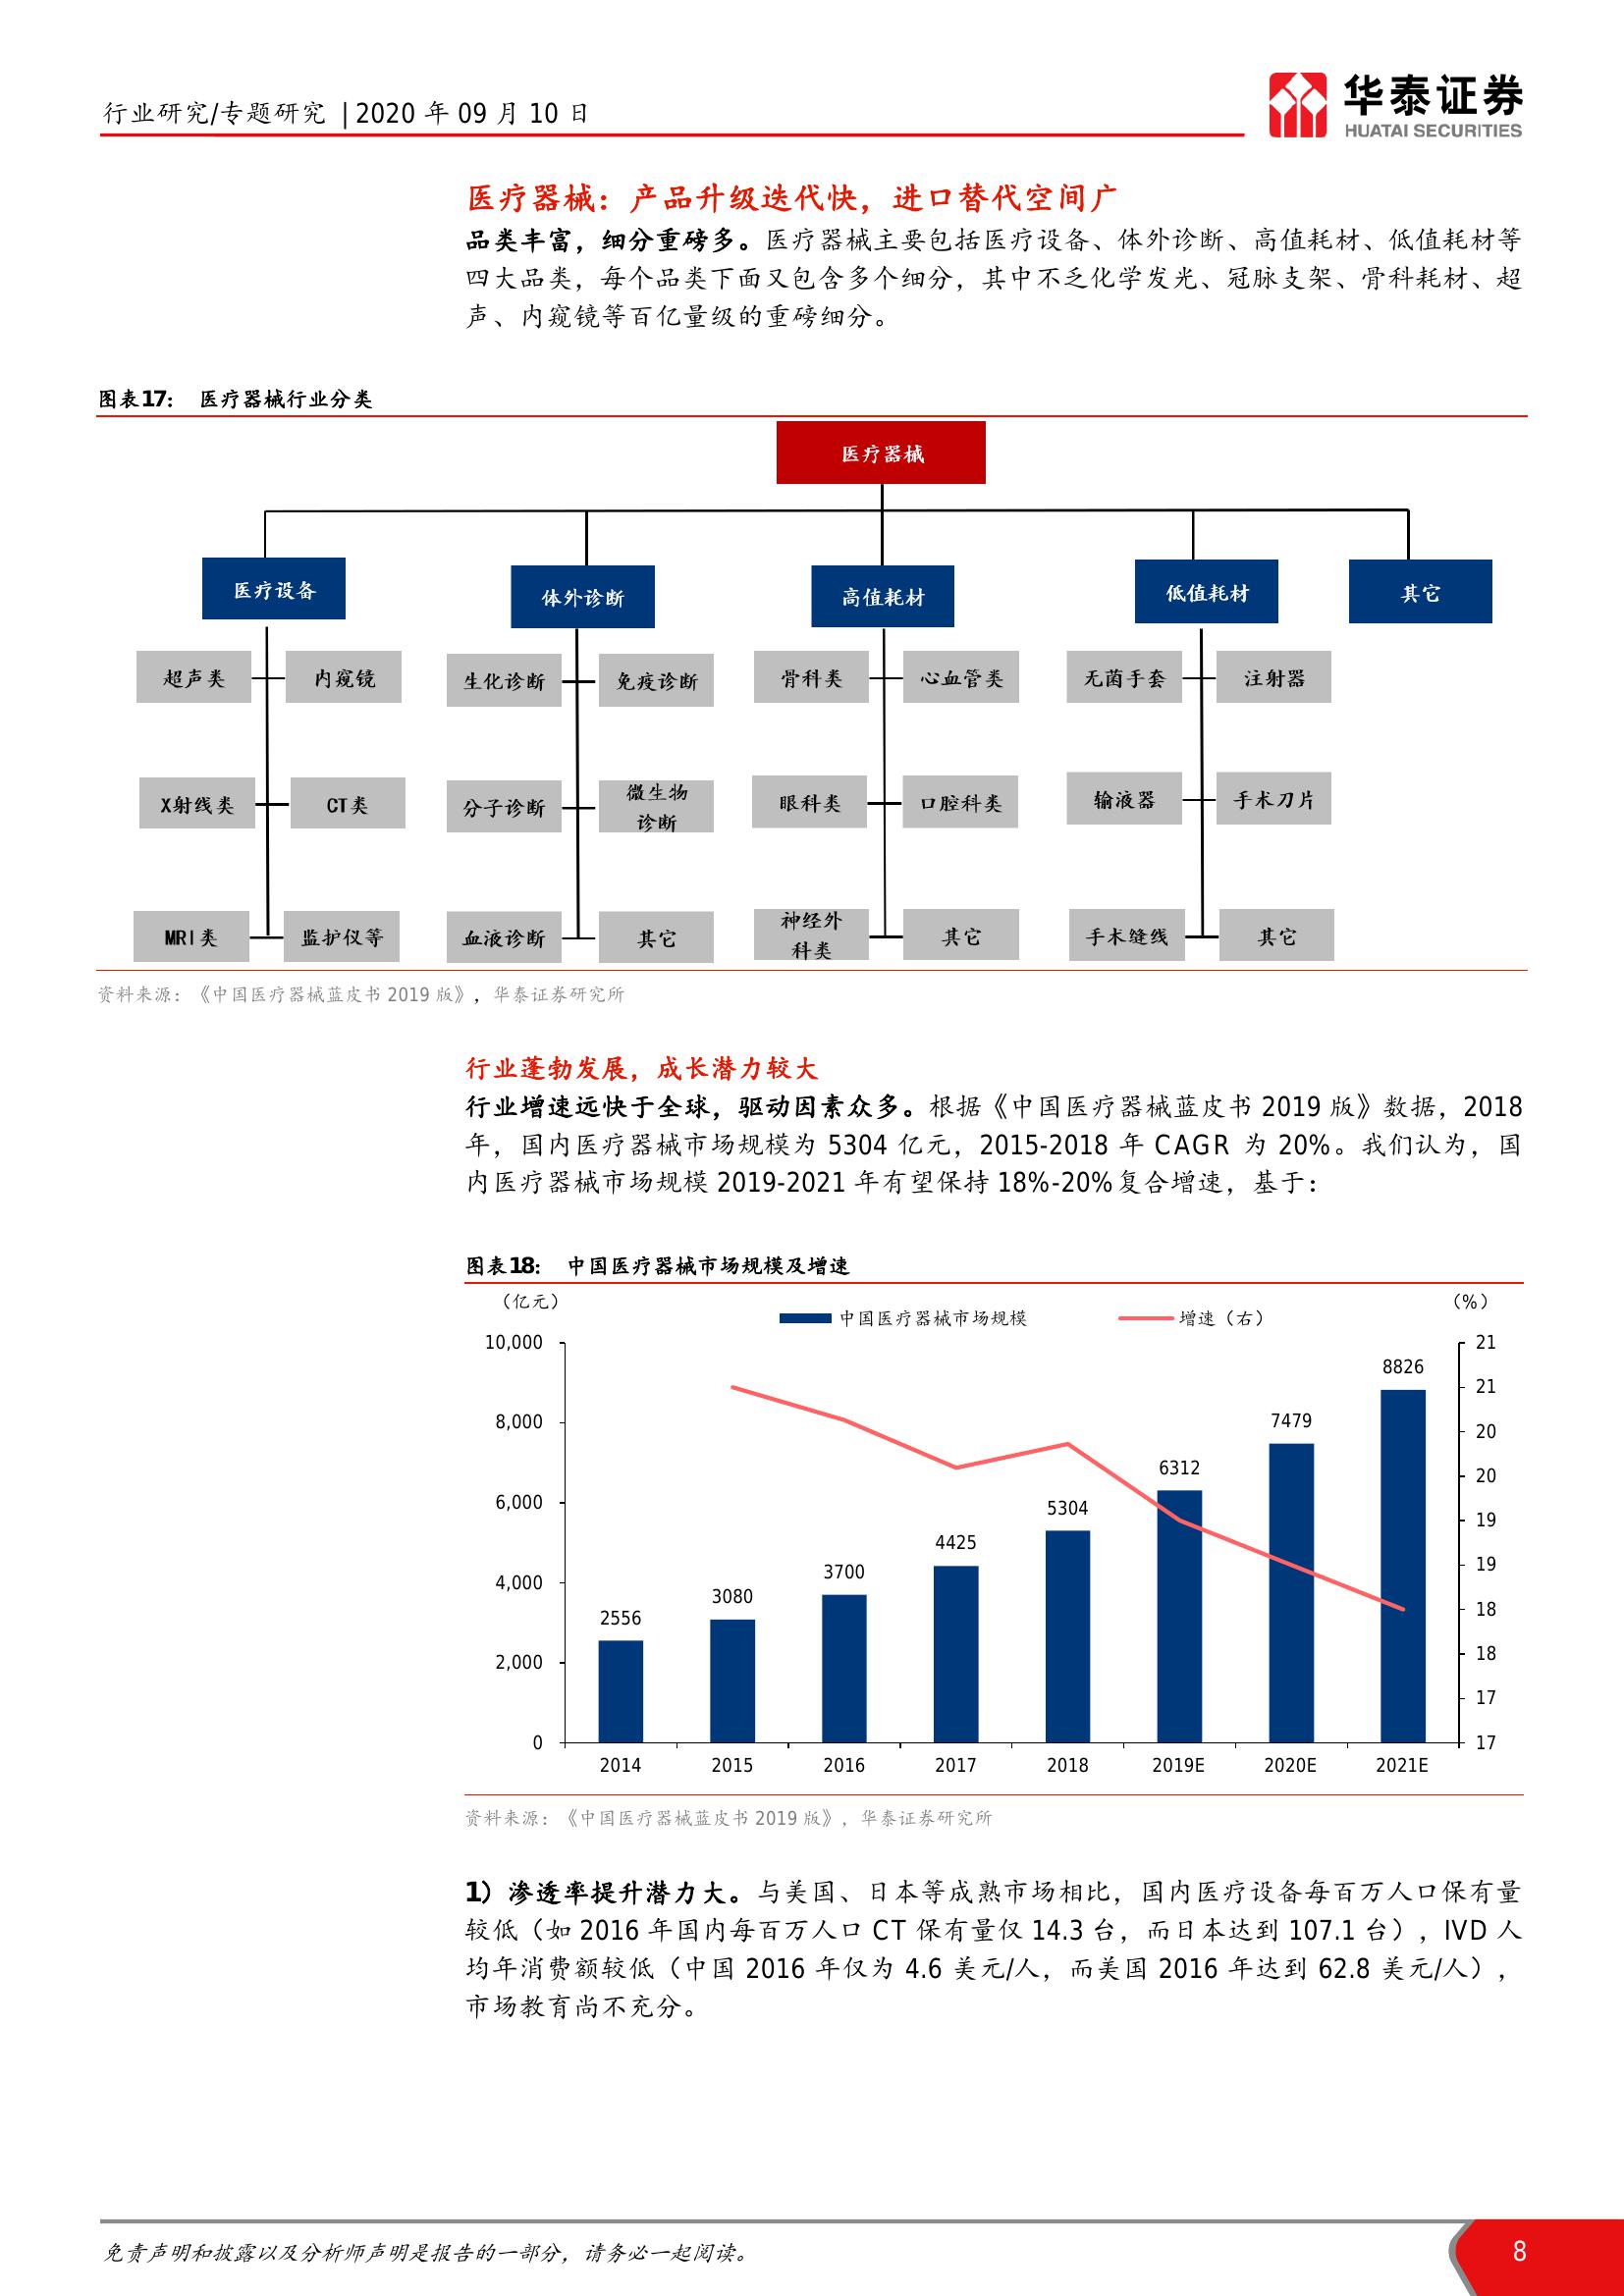 行业研究/专题研究 | 2020 年 09 月 10 日
华泰证券
HUATAI SECURITIES
医疗器械：产品升级迭代快，进口替代空间广
品类丰富，细分重磅多。医疗器械主要包括医疗设备、体外诊断、高值耗材、低值耗材等
四大品类，每个品类下面又包含多个细分，其中不乏化学发光、冠脉支架、骨科耗材、超
声、内窥镜等百亿量级的重磅细分。
图表17： 医疗器械行业分类
医疗器械
医疗设备 体外诊断 高值耗材 低值耗材 其它
超声类 内窥镜 生化诊断 免疫诊断 骨科类 心血管类 无菌手套 注射器
X射线类 CT类 分子诊断 微生物
诊断 眼科类 口腔科类 输液器 手术刀片
MRI类 监护仪等 血液诊断 其它 神经外
科类 其它 手术缝线 其它
资料来源：《中国医疗器械蓝皮书 2019 版》，华泰证券研究所
行业蓬勃发展，成长潜力较大
行业增速远快于全球，驱动因素众多。根据《中国医疗器械蓝皮书 2019 版》数据，2018
年，国内医疗器械市场规模为 5304 亿元，2015-2018 年 CAGR 为 20%。我们认为，国
内医疗器械市场规模 2019-2021 年有望保持 18%-20%复合增速，基于：
图表18： 中国医疗器械市场规模及增速
（亿元） （%）
中国医疗器械市场规模 增速（右）
10,000
8,000
6,000
4,000
2,000
0
2556
3080
3700
4425
5304
6312
7479
8826
21
21
20
20
19
19
18
18
17
17
2014 2015 2016 2017 2018 2019E 2020E 2021E
资料来源：《中国医疗器械蓝皮书 2019 版》，华泰证券研究所
1）渗透率提升潜力大。与美国、日本等成熟市场相比，国内医疗设备每百万人口保有量
较低（如 2016 年国内每百万人口 CT 保有量仅 14.3 台，而日本达到 107.1 台），IVD 人
均年消费额较低（中国 2016 年仅为 4.6 美元/人，而美国 2016 年达到 62.8 美元/人），
市场教育尚不充分。
免责声明和披露以及分析师声明是报告的一部分，请务必一起阅读。
8